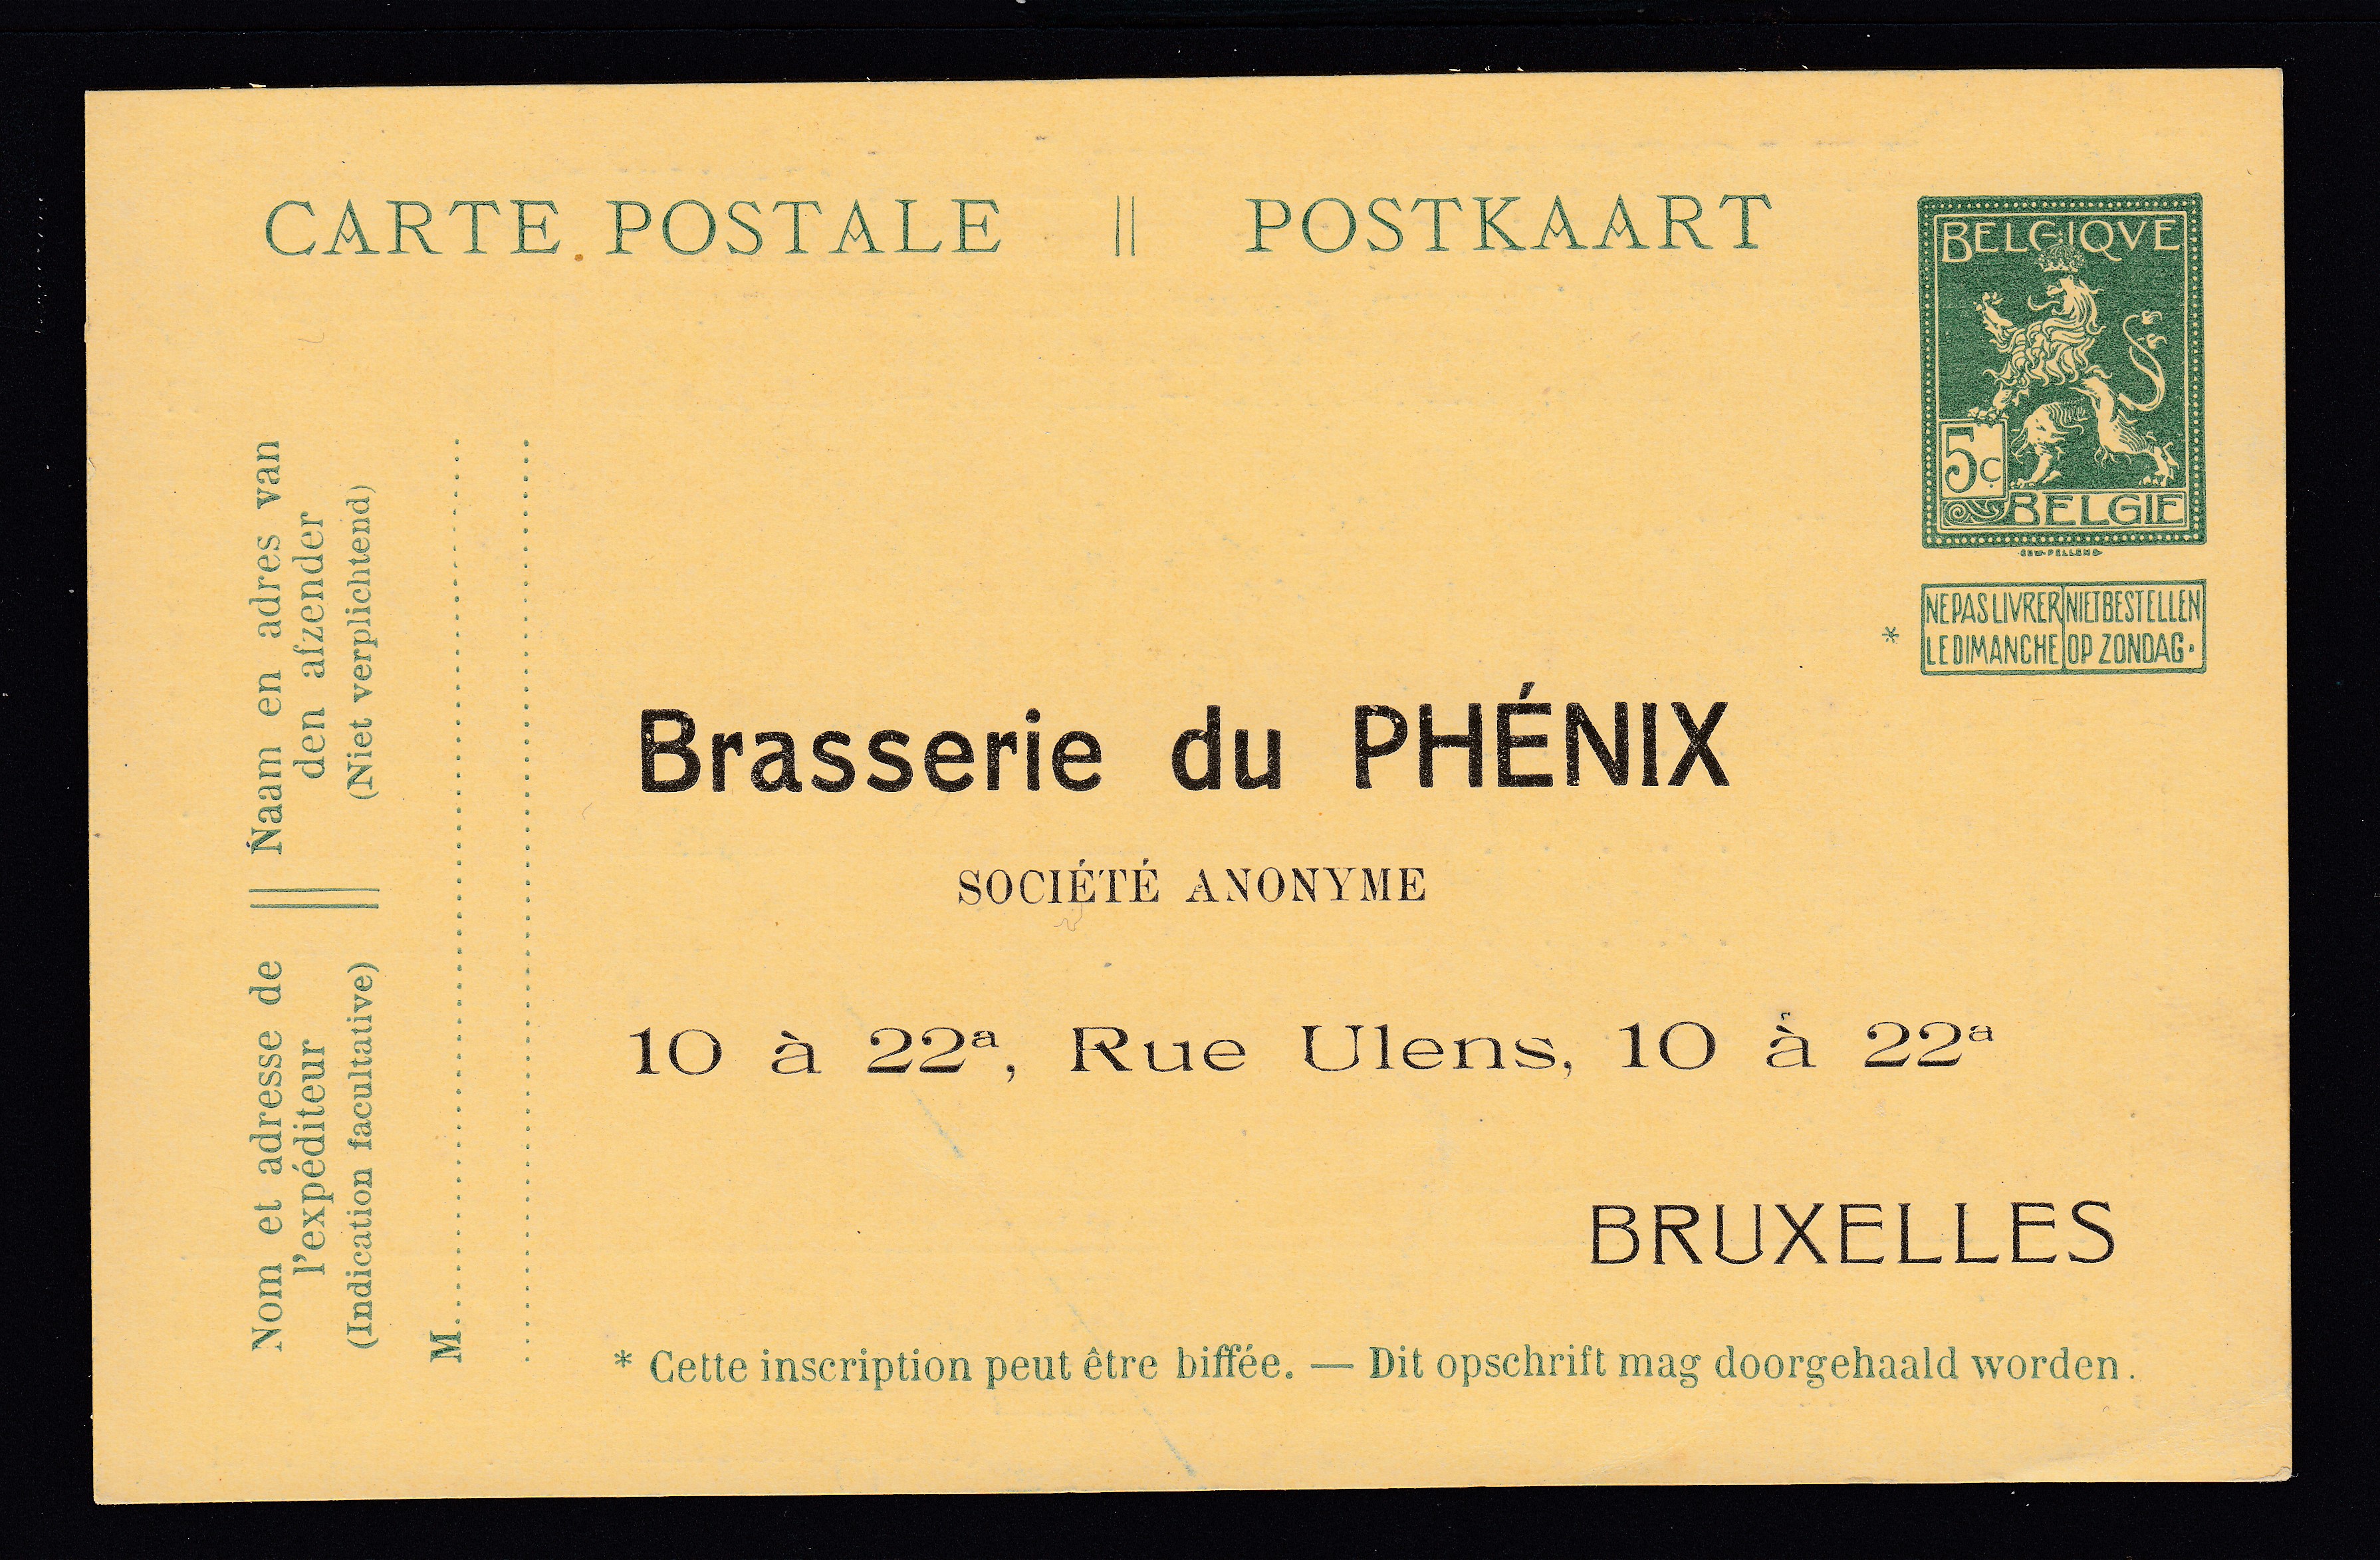 CARTE POSTALE || POSTKAART
BELGIQVE
5c
BELGIE
NE PAS LIVRER NIET BESTELLEN
* LE DIMANCHE OP ZONDAG.
Naam en adres van
den afzender
(Niet verplichtend)
Nom et adresse de
l'expéditeur
(Indication facultative)
M.
Brasserie du PHÉNIX
SOCIÉTÉ ANONYME
10 à 22ª, Rue Ulens, 10 à 22ª
BRUXELLES
* Cette inscription peut être biffée. — Dit opschrift mag doorgehaald worden.